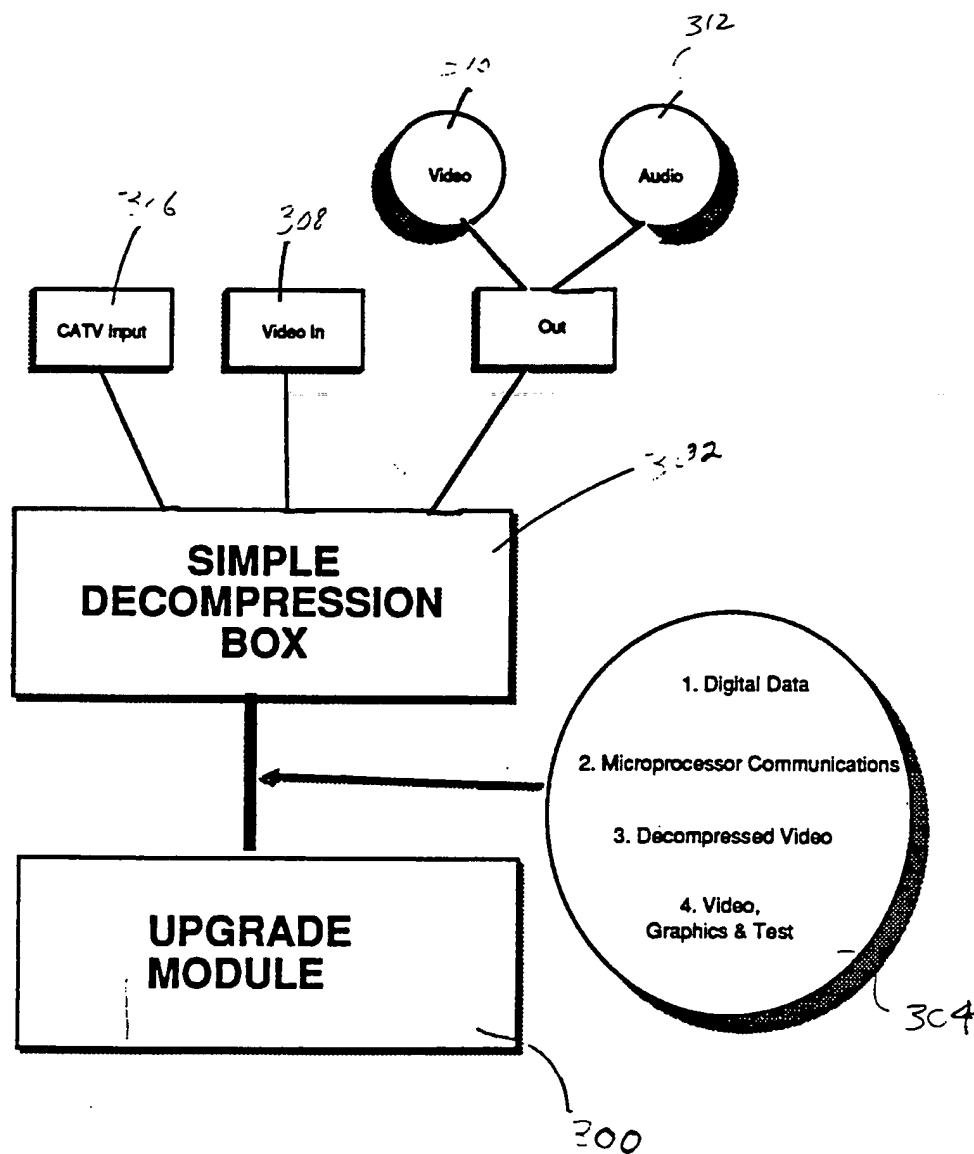 312
308
Video
Audio
CATV Input
Video In
Out
SIMPLE
DECOMPRESSION
BOX
1. Digital Data
2. Microprocessor Communications
3. Decompressed Video
4. Video,
Graphics & Test
UPGRADE
MODULE
304
300